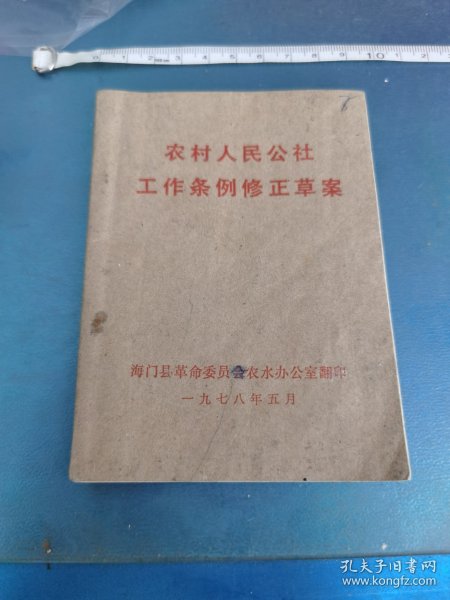 农村人民公社
工作条例修正草案
海门县革命委员会农水办公室翻印
一九七八年五月
孔夫子旧书网
www.kongfz.com